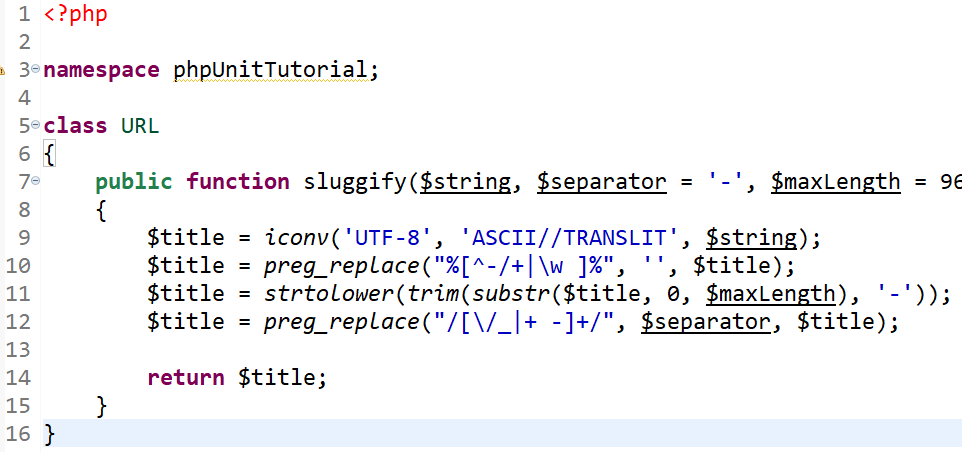 1 <?php
2
3 namespace phpUnitTutorial;
4
5 class URL
6 {
7     public function sluggify($string, $separator = '-', $maxLength = 96
8     {
9         $title = iconv('UTF-8', 'ASCII//TRANSLIT', $string);
10         $title = preg_replace("%[^-/+|\w ]%", '', $title);
11         $title = strtolower(trim(substr($title, 0, $maxLength), '-'));
12         $title = preg_replace("/[\/_|+ -]+/", $separator, $title);
13
14         return $title;
15     }
16 }